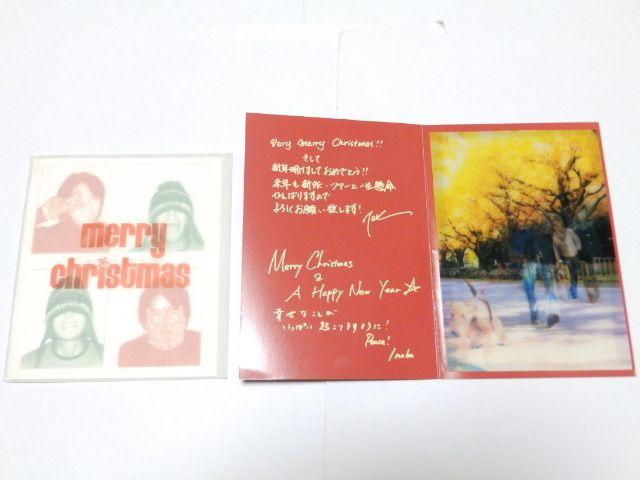 merry
christmas
Very merry Christmas!!
そして
新年明けましておめでとう!!
来年も新作・ツアーと一生懸命
がんばりますので
よろしくお願い致します!
Tak
Merry Christmas
&
A Happy New Year☆
幸せなことが
いっぱい起こりますように!
Peace!
Inaba